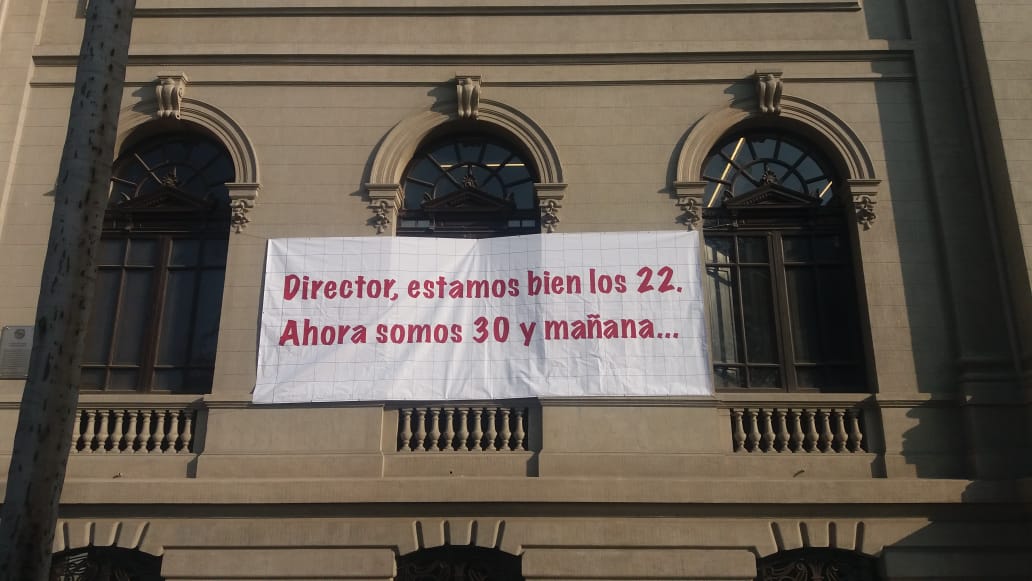 Director, estamos bien los 22.
Ahora somos 30 y mañana...